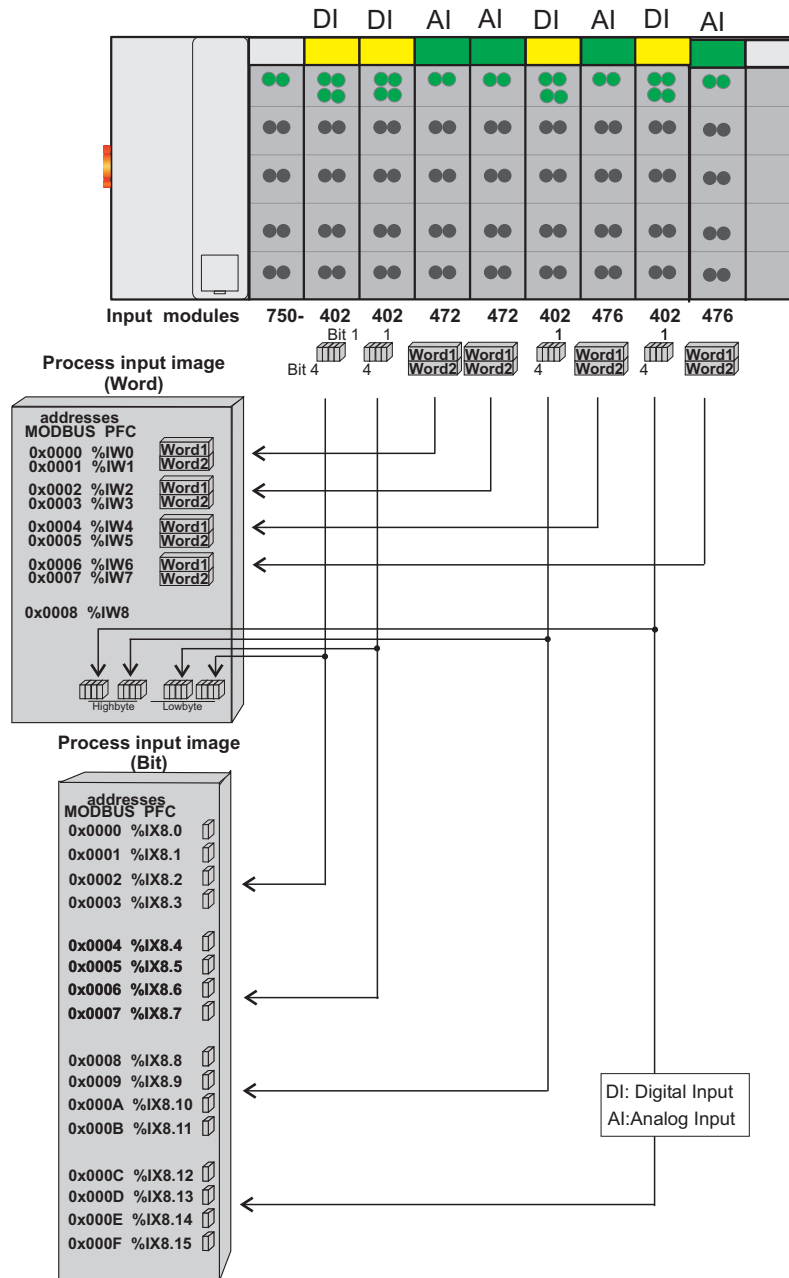 DI DI AI AI DI AI DI AI
Input modules 750- 402 402 472 472 402 476 402 476
Bit 1 1 1 1
Bit 4 4 Word1 Word1 4 Word1 4 Word1
Word2 Word2 Word2 Word2
Process input image
(Word)
addresses
MODBUS PFC
0x0000 %IW0 Word1
0x0001 %IW1 Word2
0x0002 %IW2 Word1
0x0003 %IW3 Word2
0x0004 %IW4 Word1
0x0005 %IW5 Word2
0x0006 %IW6 Word1
0x0007 %IW7 Word2
0x0008 %IW8
Highbyte Lowbyte
Process input image
(Bit)
addresses
MODBUS PFC
0x0000 %IX8.0
0x0001 %IX8.1
0x0002 %IX8.2
0x0003 %IX8.3
0x0004 %IX8.4
0x0005 %IX8.5
0x0006 %IX8.6
0x0007 %IX8.7
0x0008 %IX8.8
0x0009 %IX8.9
0x000A %IX8.10
0x000B %IX8.11
0x000C %IX8.12
0x000D %IX8.13
0x000E %IX8.14
0x000F %IX8.15
DI: Digital Input
AI:Analog Input